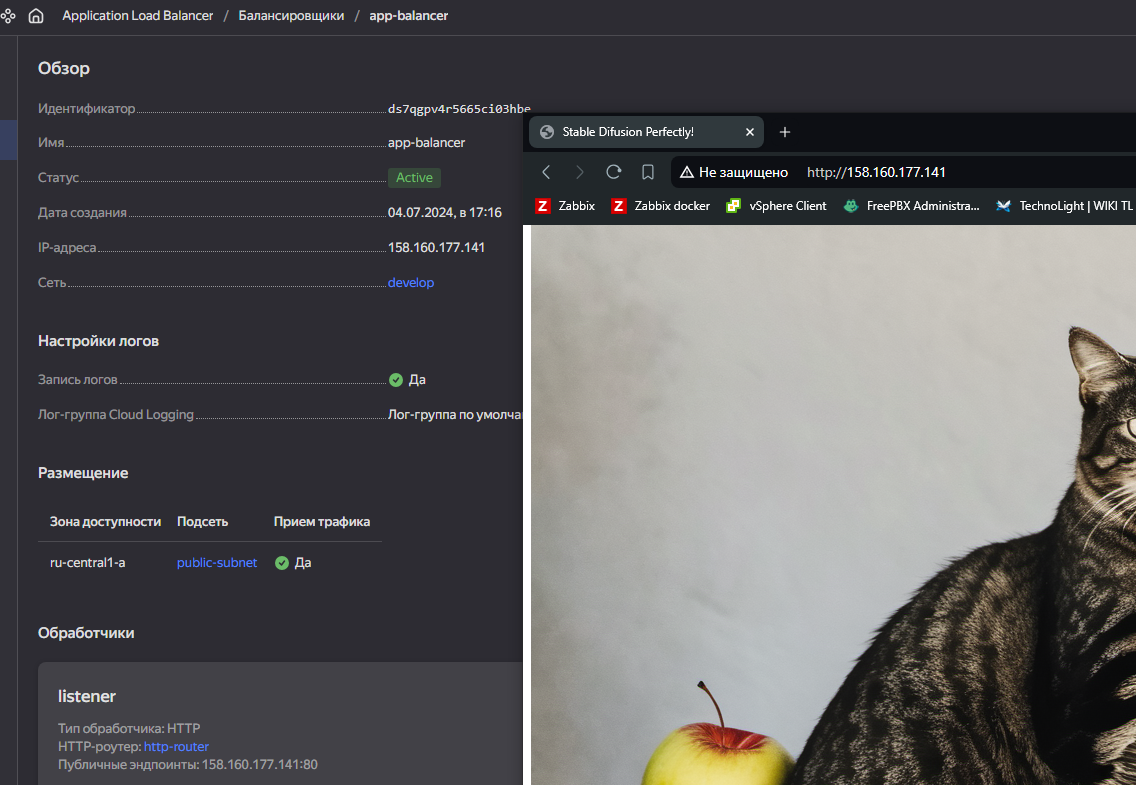 Application Load Balancer / Балансировщики / app-balancer
Обзор
Идентификатор ds7qgpv4r5665ci03hbe
Имя app-balancer
Статус Active
Дата создания 04.07.2024, в 17:16
IP-адреса 158.160.177.141
Сеть develop
Настройки логов
Запись логов Да
Лог-группа Cloud Logging Лог-группа по умолча
Размещение
Зона доступности Подсеть Прием трафика
ru-central1-a public-subnet Да
Обработчики
listener
Тип обработчика: HTTP
HTTP-роутер: http-router
Публичные эндпоинты: 158.160.177.141:80
Stable Difusion Perfectly!
Не защищено http://158.160.177.141
Z Zabbix Z Zabbix docker vSphere Client FreePBX Administra... TechnoLight | WIKI TL